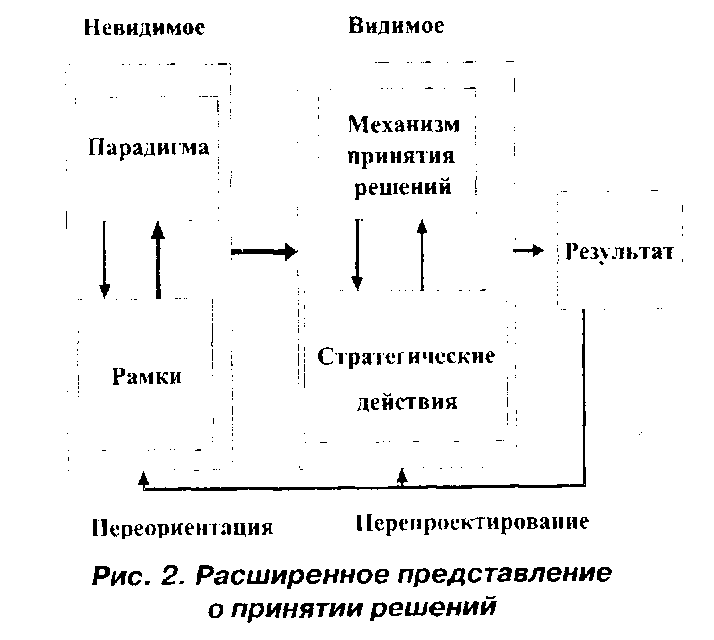 Невидимое
Видимое
Парадигма
Механизм
принятия
решений
Результат
Рамки
Стратегические
действия
Переориентация
Перепроектирование
Рис. 2. Расширенное представление
о принятии решений